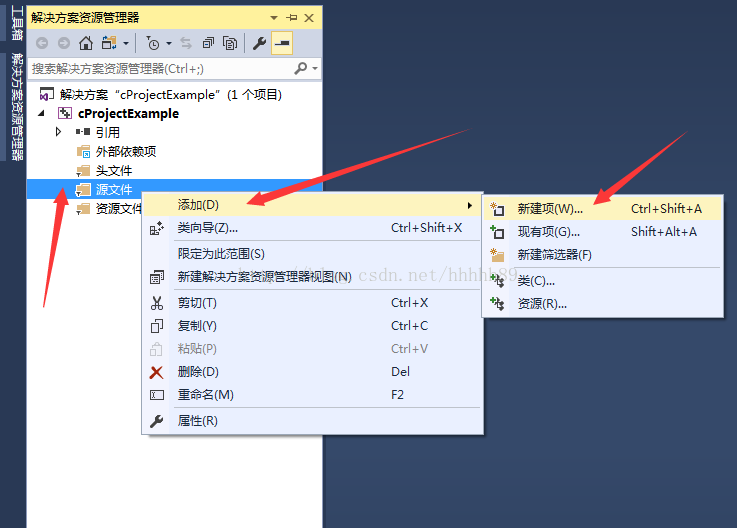 工具箱
解决方案资源管理器
解决方案资源管理器
搜索解决方案资源管理器(Ctrl+;)
解决方案“cProjectExample”(1 个项目)
cProjectExample
引用
外部依赖项
头文件
源文件
资源文件
添加(D)
类向导(Z)... Ctrl+Shift+X
限定为此范围(S)
新建解决方案资源管理器视图(N)
剪切(T) Ctrl+X
复制(Y) Ctrl+C
粘贴(P) Ctrl+V
删除(D) Del
重命名(M) F2
属性(R)
新建项(W)... Ctrl+Shift+A
现有项(G)... Shift+Alt+A
新建筛选器(F)
类(C)...
资源(R)...
csdn.net/hhhhh89